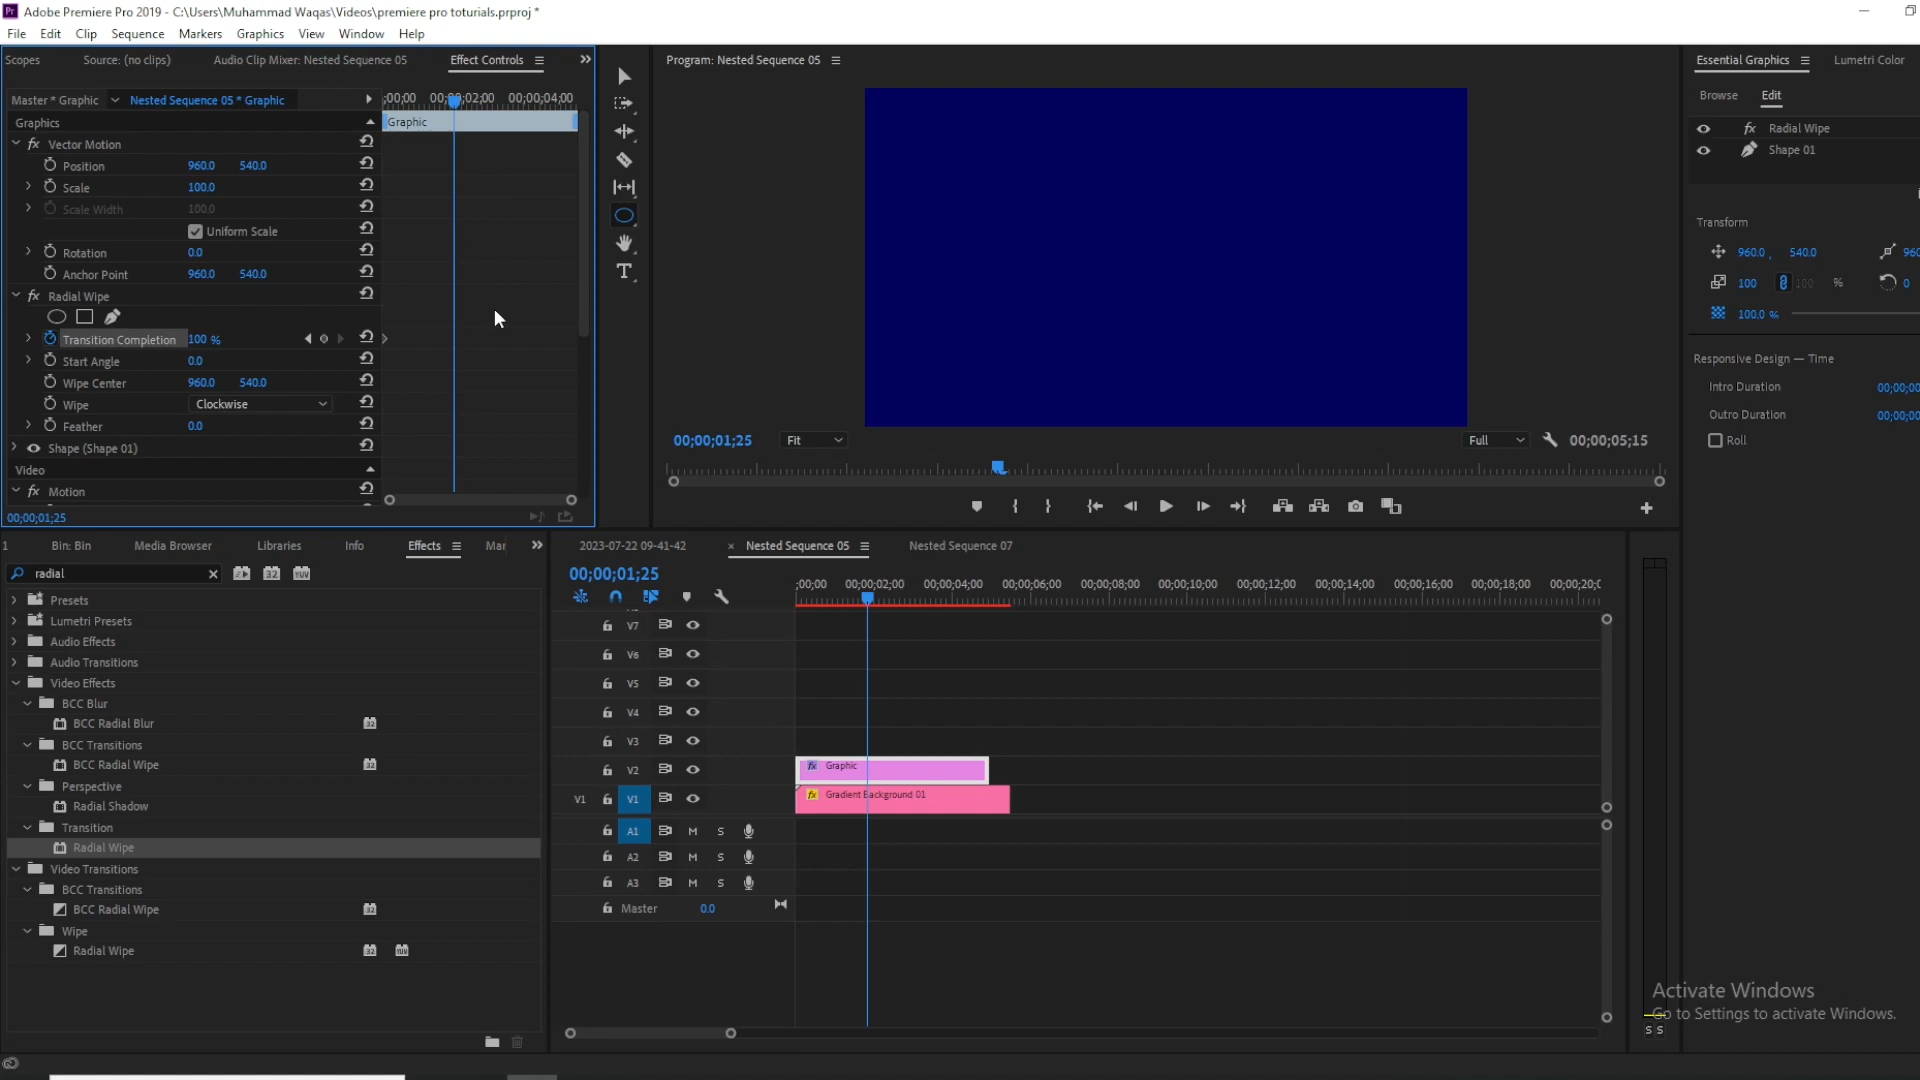 Adobe Premiere Pro 2019 - C:\Users\Muhammad Waqas\Videos\premiere pro toturials.prproj *
File Edit Clip Sequence Markers Graphics View Window Help
Scopes Source: (no clips) Audio Clip Mixer: Nested Sequence 05 Effect Controls
Master * Graphic Nested Sequence 05 * Graphic
Graphics
Graphic
Vector Motion
Position 960.0 540.0
Scale 100.0
Scale Width 100.0
Uniform Scale
Rotation 0.0
Anchor Point 960.0 540.0
Radial Wipe
Transition Completion 100 %
Start Angle 0.0
Wipe Center 960.0 540.0
Wipe Clockwise
Feather 0.0
Shape (Shape 01)
Video
Motion
00;00;01;25
Program: Nested Sequence 05
00;00;01;25 Fit Full 00;00;05;15
Essential Graphics Lumetri Color
Browse Edit
Radial Wipe
Shape 01
Transform
960.0 , 540.0 960
100 100 % 0
100.0 %
Responsive Design — Time
Intro Duration 00;00;00
Outro Duration 00;00;00
Roll
1 Bin: Bin Media Browser Libraries Info Effects Mar
radial
Presets
Lumetri Presets
Audio Effects
Audio Transitions
Video Effects
BCC Blur
BCC Radial Blur
BCC Transitions
BCC Radial Wipe
Perspective
Radial Shadow
Transition
Radial Wipe
Video Transitions
BCC Transitions
BCC Radial Wipe
Wipe
Radial Wipe
2023-07-22 09-41-42 × Nested Sequence 05 Nested Sequence 07
00;00;01;25
;00;00 00;00;02;00 00;00;04;00 00;00;06;00 00;00;08;00 00;00;10;00 00;00;12;00 00;00;14;00 00;00;16;00 00;00;18;00 00;00;20;
V7
V6
V5
V4
V3
V2 fx Graphic
V1 V1 fx Gradient Background 01
A1 M S
A2 M S
A3 M S
Master 0.0
S S
Activate Windows
Go to Settings to activate Windows.